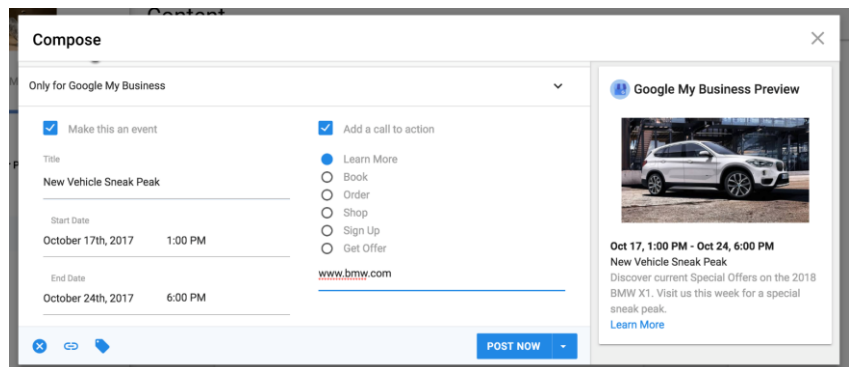 Content
Compose
Only for Google My Business
Make this an event
Add a call to action
Title
New Vehicle Sneak Peak
Learn More
Book
Order
Shop
Sign Up
Get Offer
Start Date
October 17th, 2017 1:00 PM
www.bmw.com
End Date
October 24th, 2017 6:00 PM
POST NOW
Google My Business Preview
Oct 17, 1:00 PM - Oct 24, 6:00 PM
New Vehicle Sneak Peak
Discover current Special Offers on the 2018
BMW X1. Visit us this week for a special
sneak peak.
Learn More